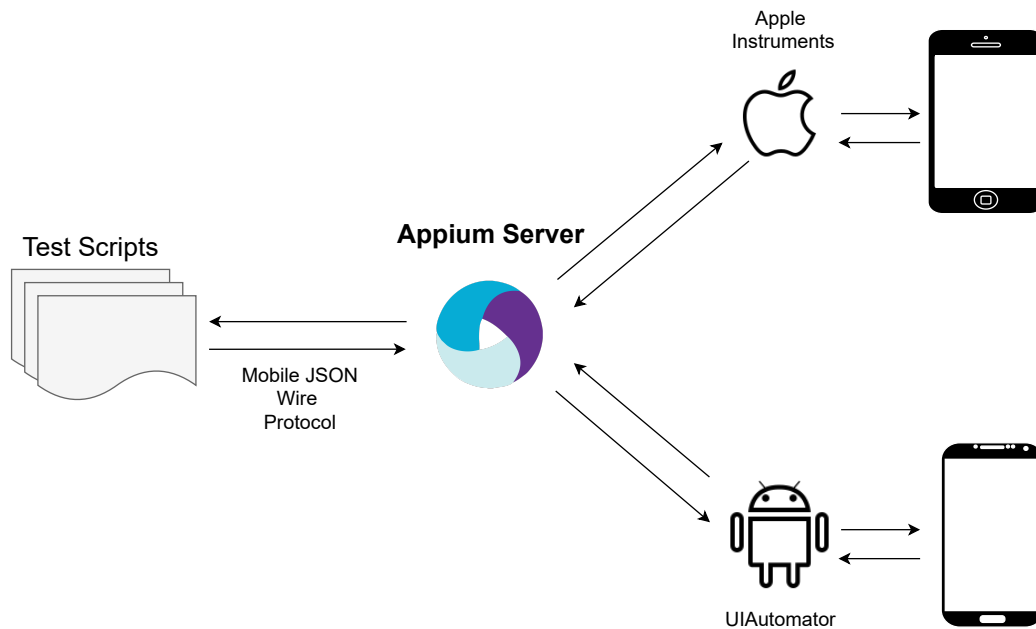 Apple
Instruments
Appium Server
Test Scripts
Mobile JSON
Wire
Protocol
UIAutomator